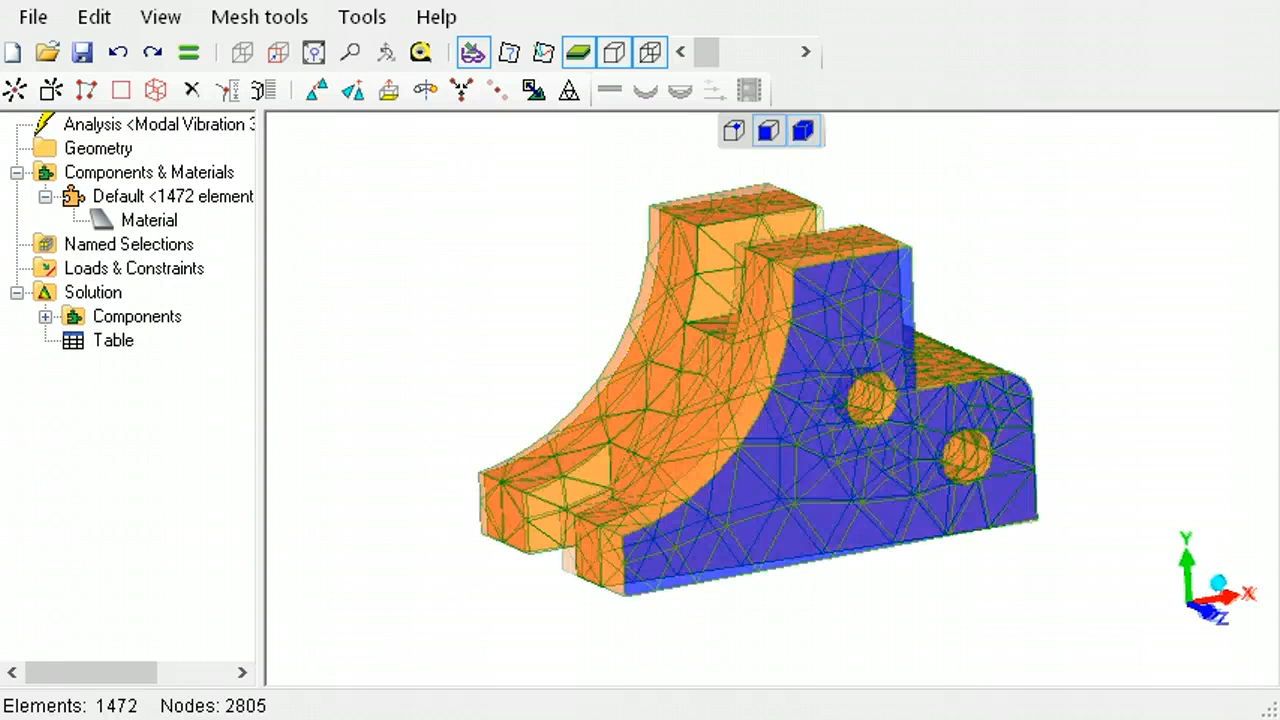 File Edit View Mesh tools Tools Help
Analysis <Modal Vibration 3
Geometry
Components & Materials
Default <1472 element
Material
Named Selections
Loads & Constraints
Solution
Components
Table
Y
X
Z
Elements: 1472 Nodes: 2805